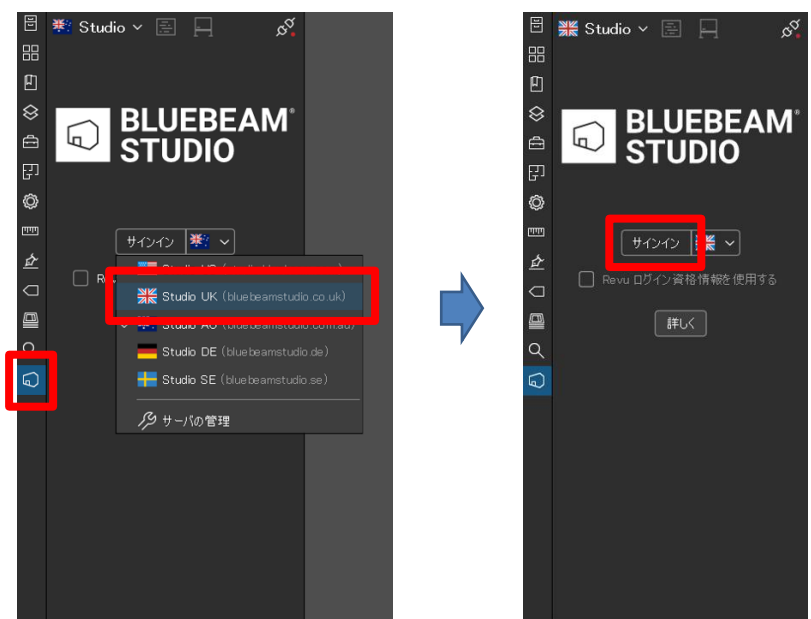 Studio
BLUEBEAM®
STUDIO
サインイン
Studio UK (bluebeamstudio.co.uk)
Studio DE (bluebeamstudio.de)
Studio SE (bluebeamstudio.se)
サーバの管理
Studio
BLUEBEAM®
STUDIO
サインイン
Revu ログイン資格情報を使用する
詳しく